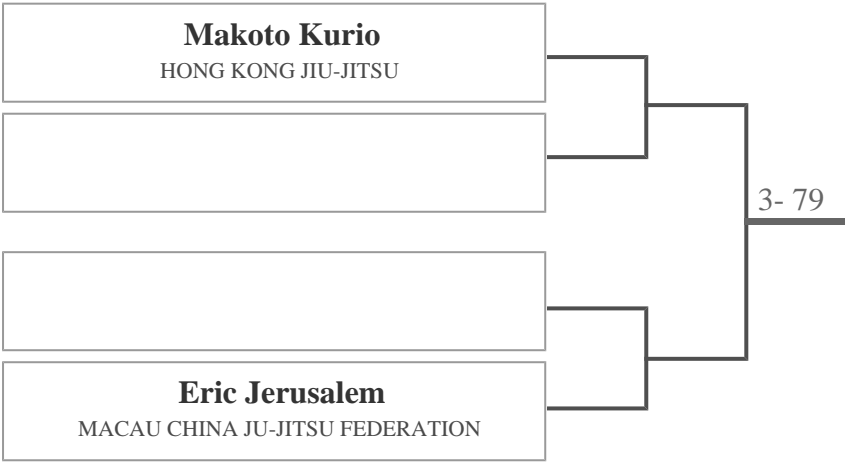 Makoto Kurio
HONG KONG JIU-JITSU
3- 79
Eric Jerusalem
MACAU CHINA JU-JITSU FEDERATION